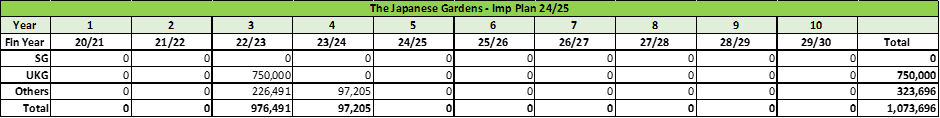 The Japanese Gardens - Imp Plan 24/25
Year 1 2 3 4 5 6 7 8 9 10
Fin Year 20/21 21/22 22/23 23/24 24/25 25/26 26/27 27/28 28/29 29/30 Total
SG 0 0 0 0 0 0 0 0 0 0 0
UKG 0 0 750,000 0 0 0 0 0 0 0 750,000
Others 0 0 226,491 97,205 0 0 0 0 0 0 323,696
Total 0 0 976,491 97,205 0 0 0 0 0 0 1,073,696